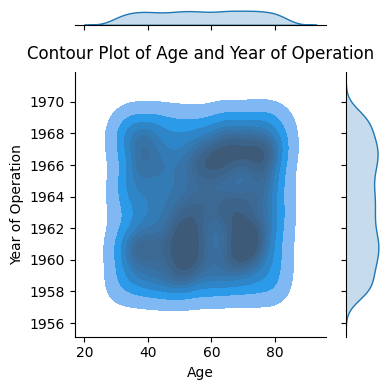 Contour Plot of Age and Year of Operation
1970
1968
1966
1964
1962
1960
1958
1956
Year of Operation
20 40 60 80
Age